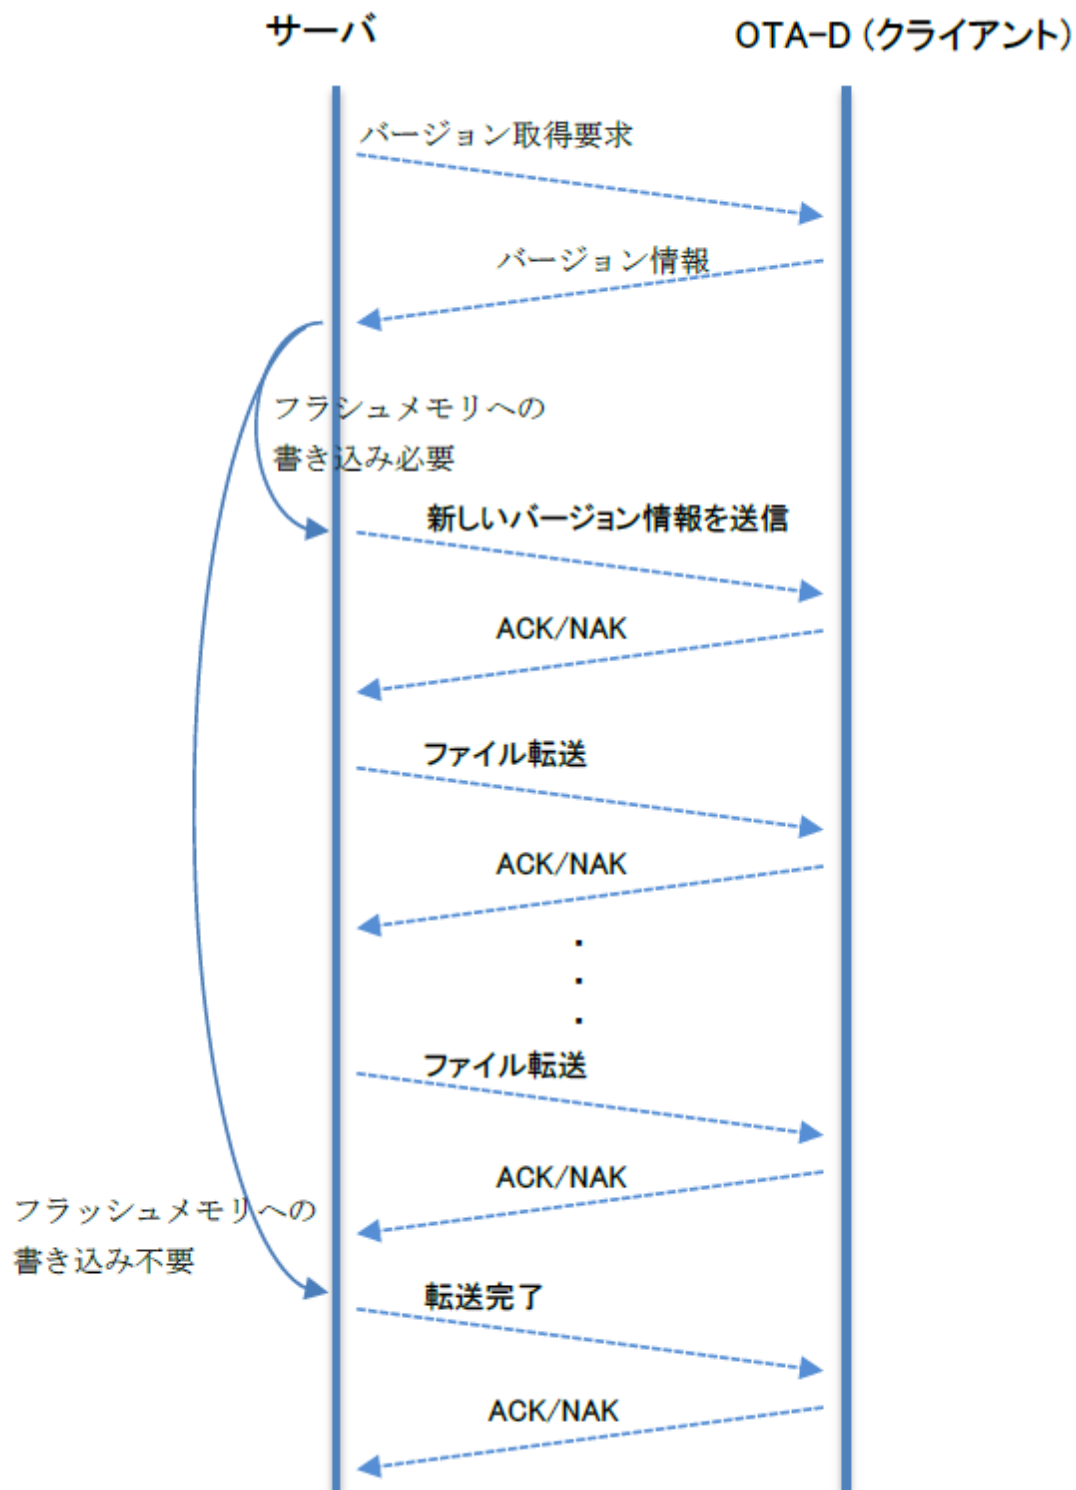 サーバ
OTA-D (クライアント)
バージョン取得要求
バージョン情報
フラシュメモリへの
書き込み必要
新しいバージョン情報を送信
ACK/NAK
ファイル転送
ACK/NAK
・
・
・
ファイル転送
ACK/NAK
フラッシュメモリへの
書き込み不要
転送完了
ACK/NAK